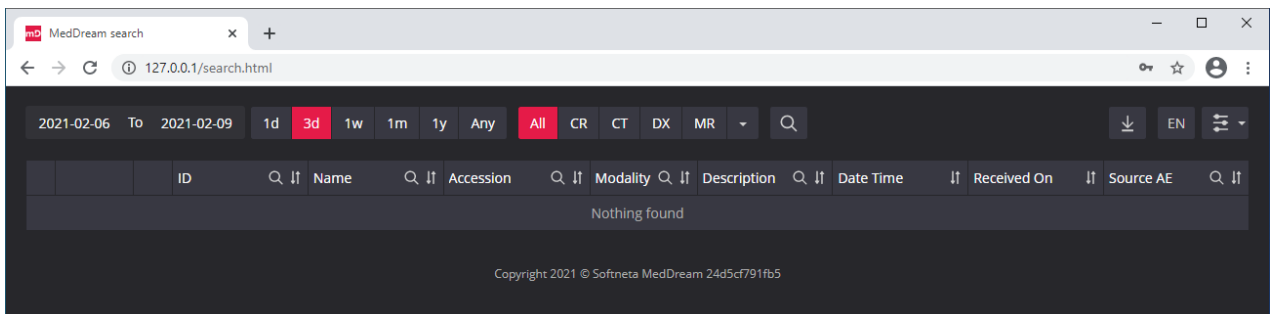 mD MedDream search
127.0.0.1/search.html
2021-02-06 To 2021-02-09 1d 3d 1w 1m 1y Any All CR CT DX MR EN
ID Name Accession Modality Description Date Time Received On Source AE
Nothing found
Copyright 2021 © Softneta MedDream 24d5cf791fb5